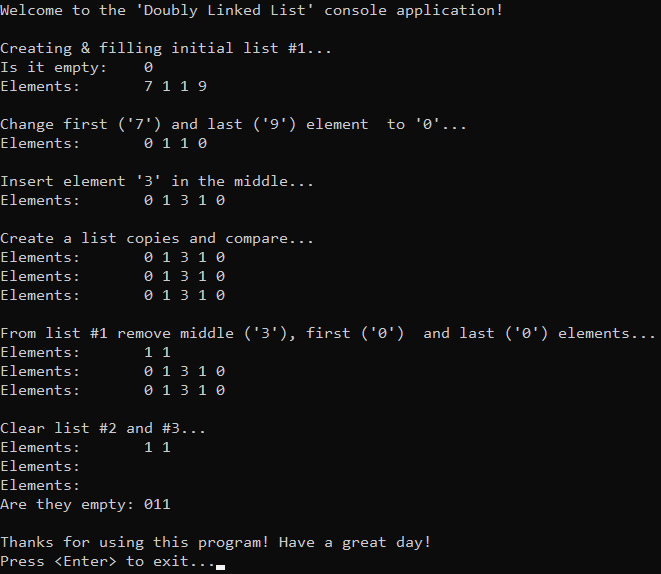 Welcome to the 'Doubly Linked List' console application!
Creating & filling initial list #1...
Is it empty:    0
Elements:       7 1 1 9
Change first ('7') and last ('9') element  to '0'...
Elements:       0 1 1 0
Insert element '3' in the middle...
Elements:       0 1 3 1 0
Create a list copies and compare...
Elements:       0 1 3 1 0
Elements:       0 1 3 1 0
Elements:       0 1 3 1 0
From list #1 remove middle ('3'), first ('0')  and last ('0') elements...
Elements:       1 1
Elements:       0 1 3 1 0
Elements:       0 1 3 1 0
Clear list #2 and #3...
Elements:       1 1
Elements:
Elements:
Are they empty: 011
Thanks for using this program! Have a great day!
Press <Enter> to exit...